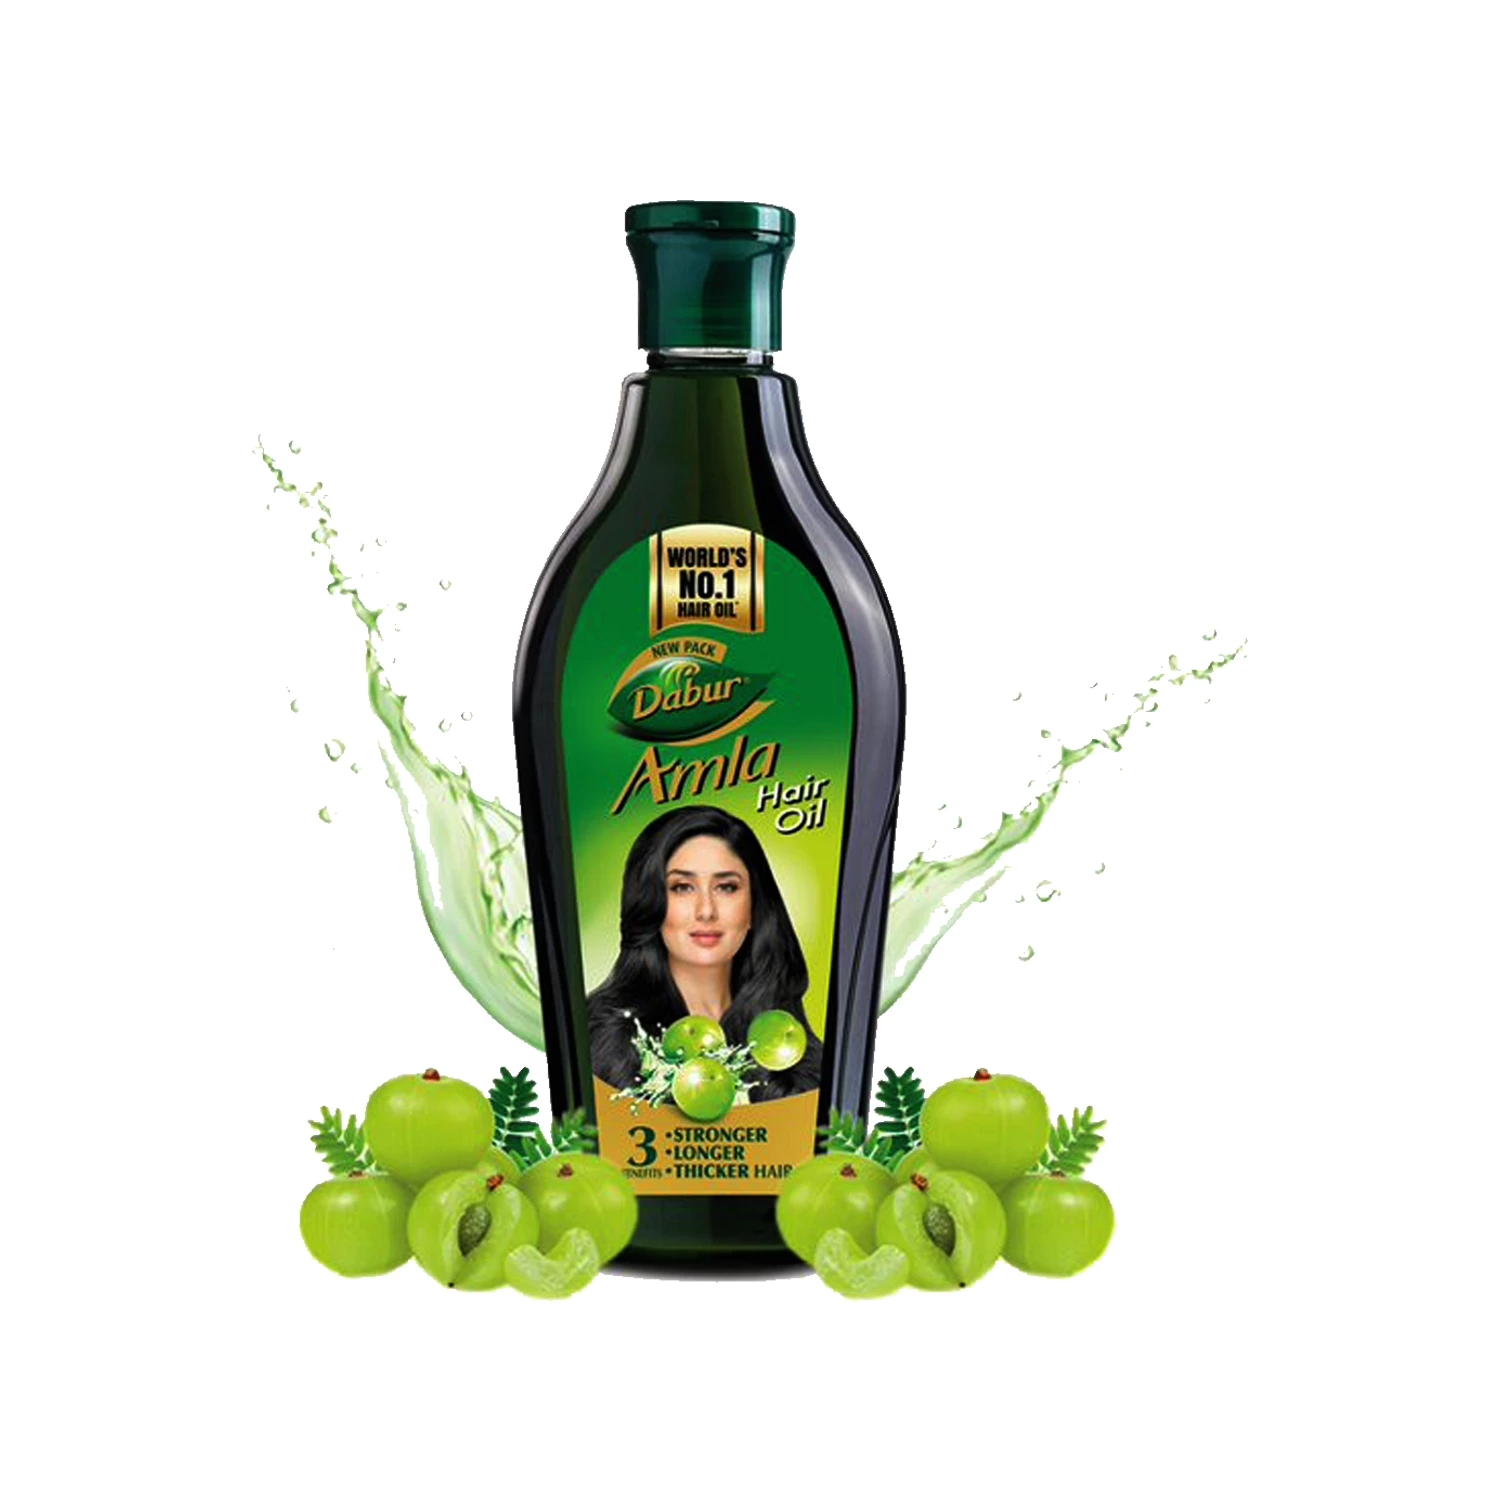 WORLD'S
NO.1
HAIR OIL*
NEW PACK
Dabur®
Amla
Hair
Oil
3
•STRONGER
•LONGER
•THICKER HAIR